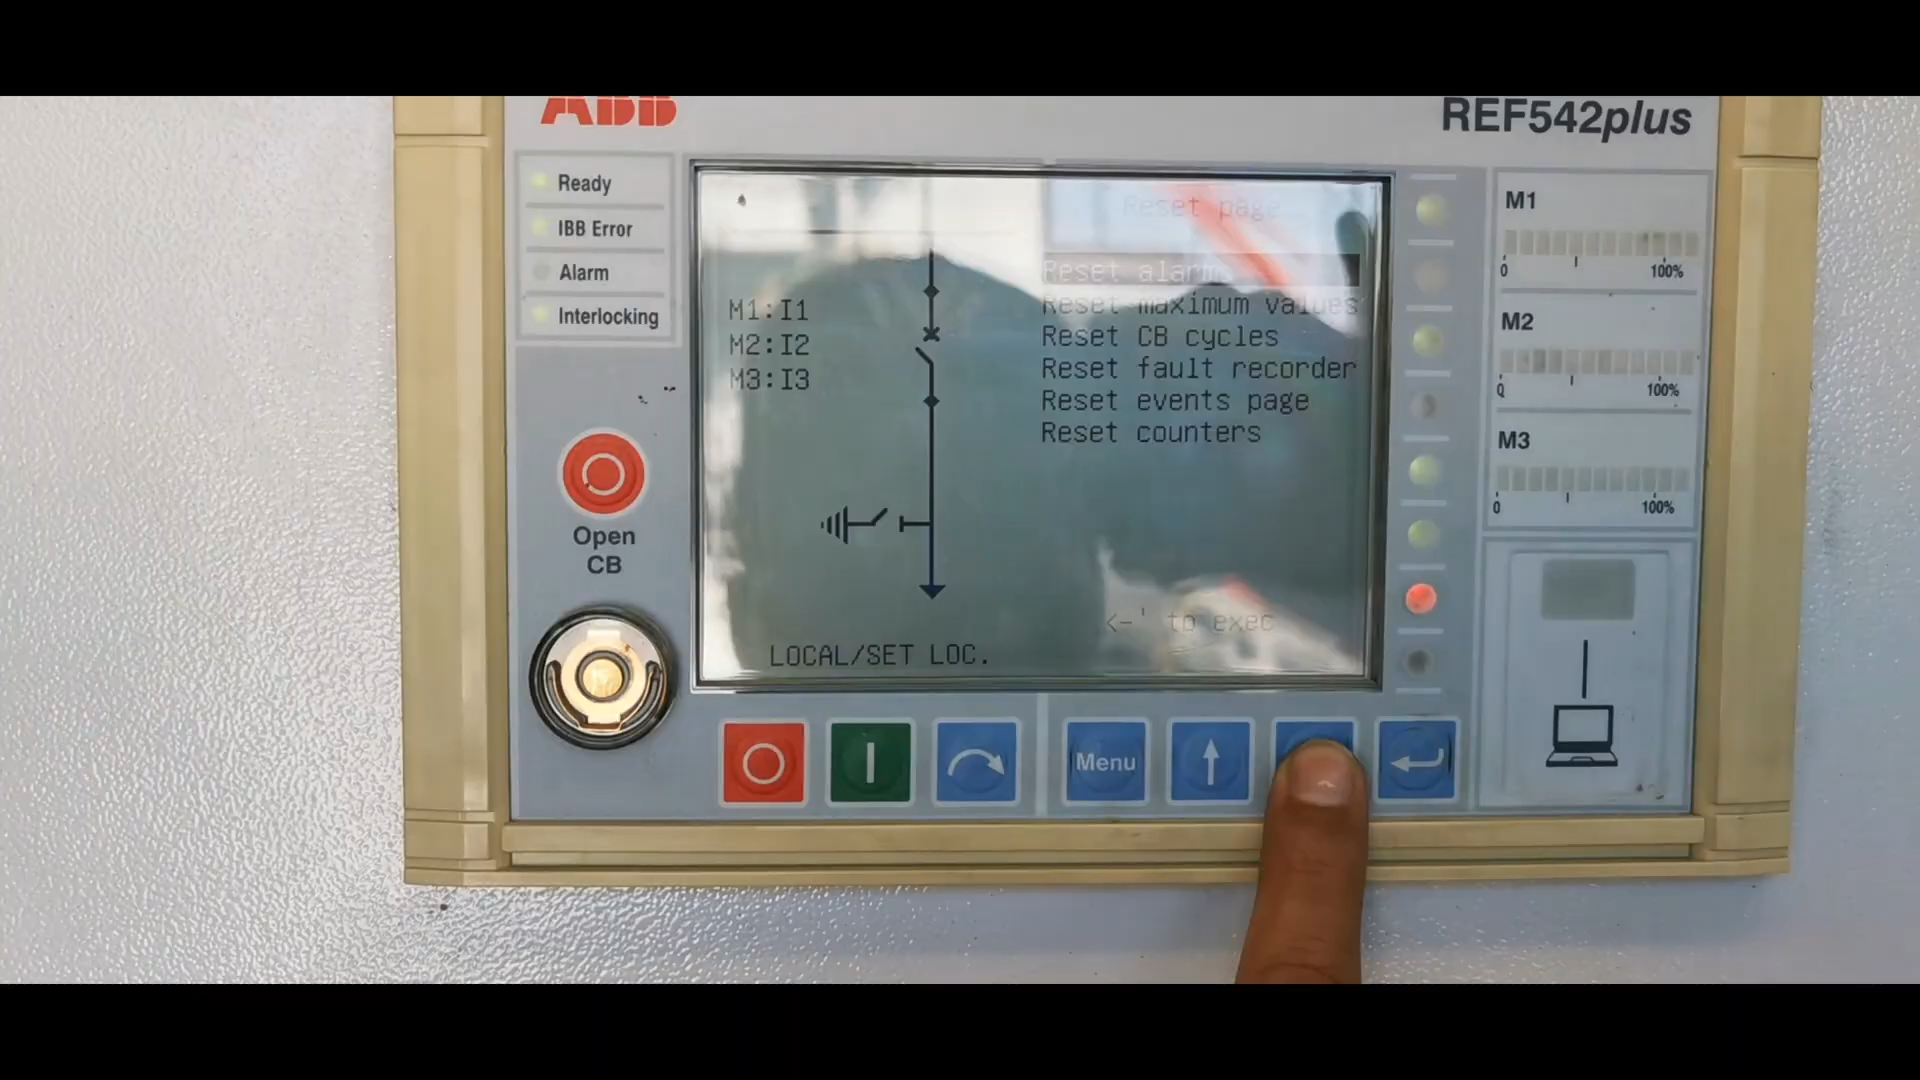 ABB
REF542plus
Ready
IBB Error
Alarm
Interlocking
Open
CB
M1:I1
M2:I2
M3:I3
LOCAL/SET LOC.
Reset page
Reset alarms
Reset maximum values
Reset CB cycles
Reset fault recorder
Reset events page
Reset counters
<-' to exec
Menu
M1
0 100%
M2
0 100%
M3
0 100%